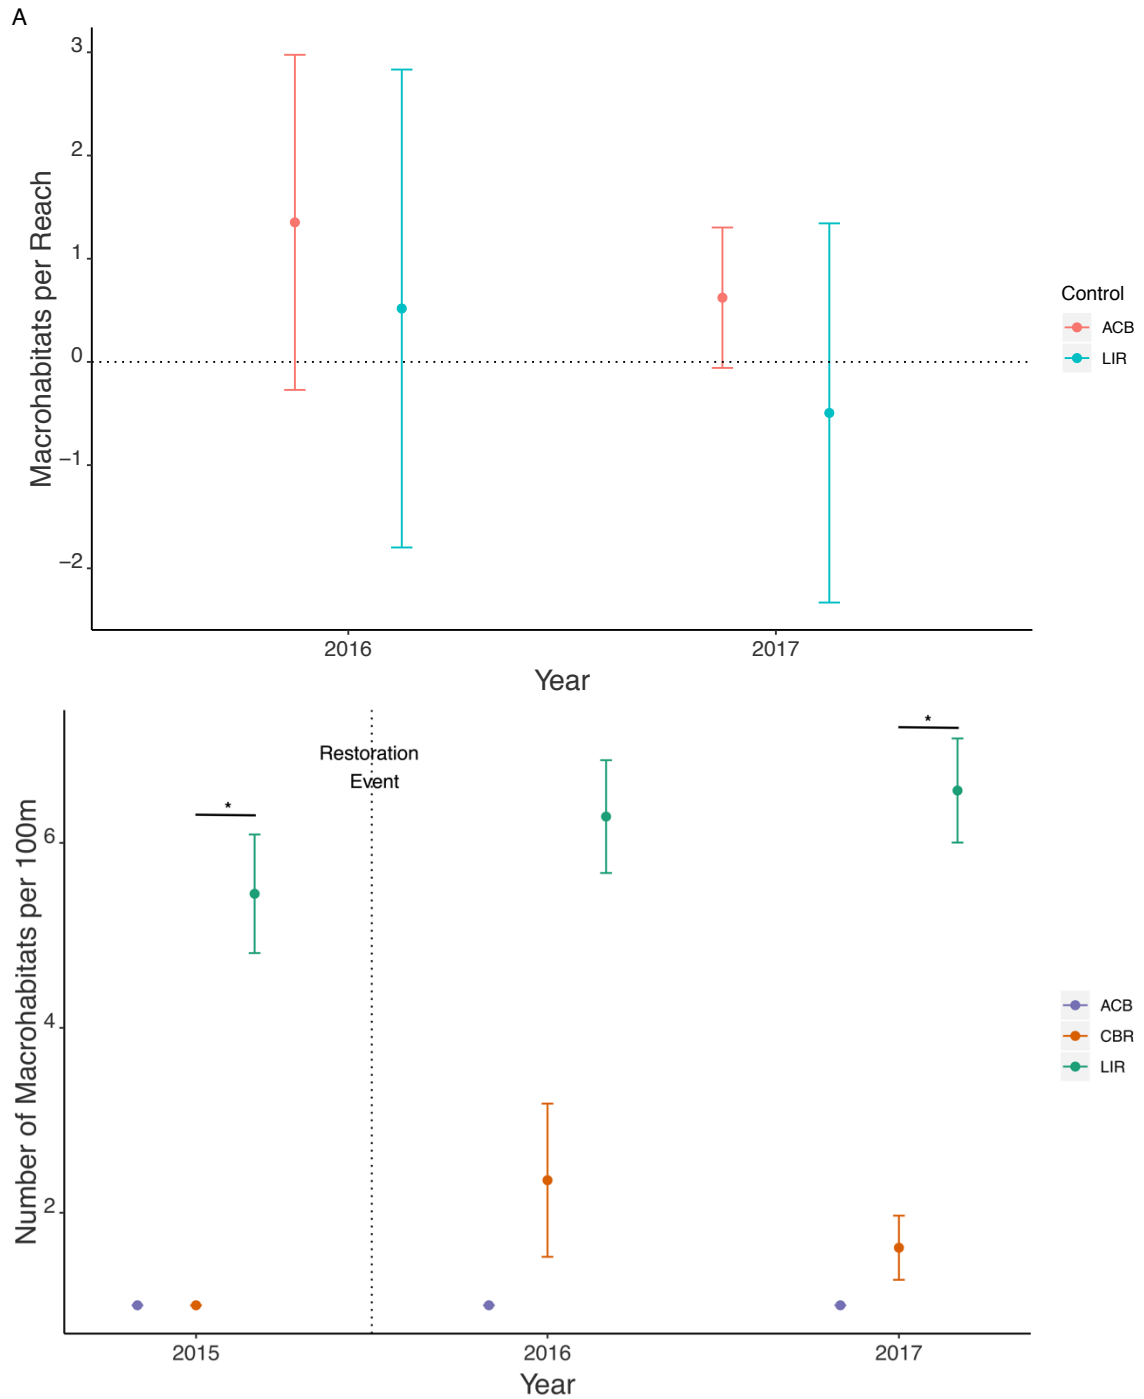 A
3
2
1
0
−1
−2
Macrohabitats per Reach
2016
2017
Year
Control
ACB
LIR
Restoration
Event
*
*
6
4
2
Number of Macrohabitats per 100m
2015
2016
2017
Year
ACB
CBR
LIR